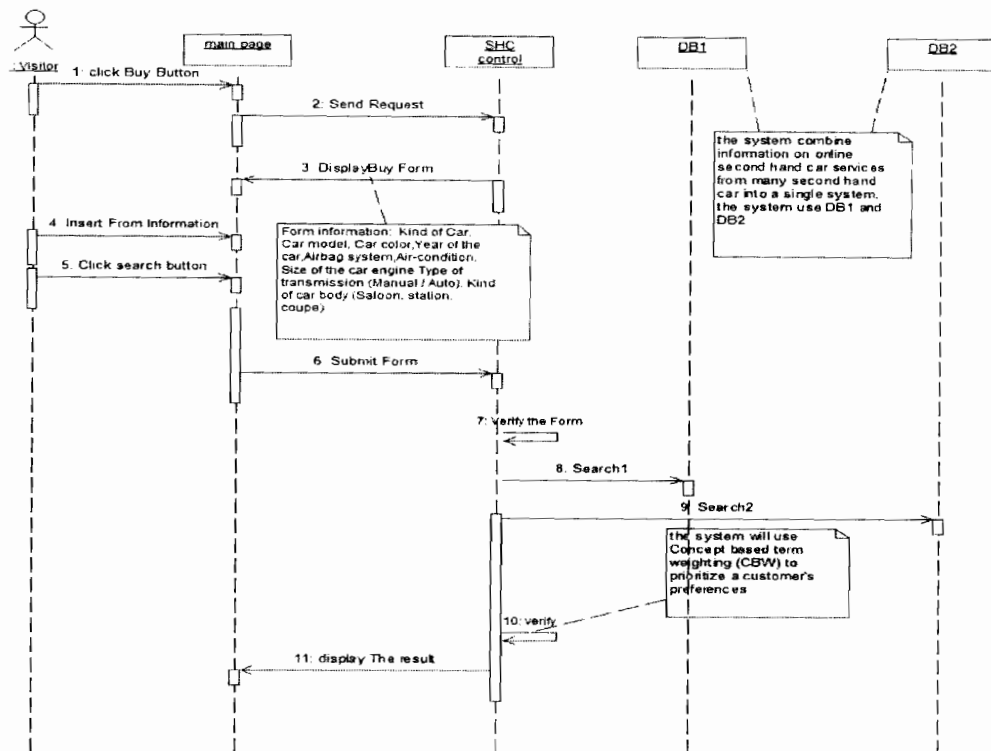 : Visitor
main page
SHC
control
DB1
DB2
1: click Buy Button
2: Send Request
the system combine
information on online
second hand car services
from many second hand
car into a single system.
the system use DB1 and
DB2
3 DisplayBuy Form
4 Insert From Information
Form information: Kind of Car,
Car model, Car color,Year of the
car,Airbag system,Air-condition,
Size of the car engine Type of
transmission (Manual / Auto). Kind
of car body (Saloon, station,
coupe)
5. Click search button
6 Submit Form
7: Verify the Form
8. Search1
9 Search2
the system will use
Concept based term
weighting (CBW) to
prioritize a customer's
preferences
10: verify
11: display The result